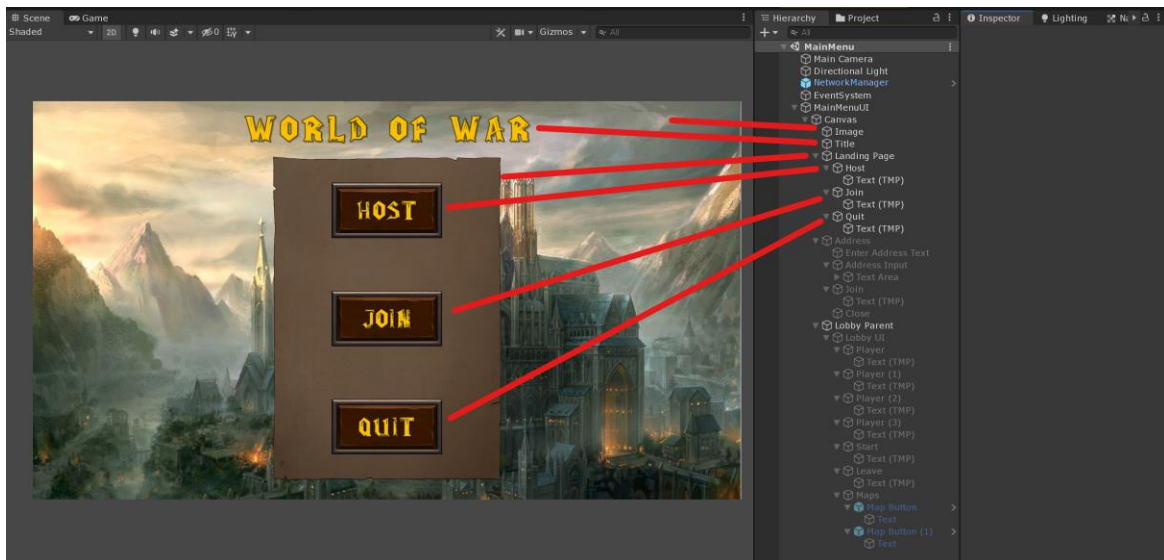 Scene Game
Shaded 2D 0 Gizmos All
WORLD OF WAR
HOST
JOIN
QUIT
Hierarchy Project
All
MainMenu
Main Camera
Directional Light
NetworkManager
EventSystem
MainMenuUI
Canvas
Image
Title
Landing Page
Host
Text (TMP)
Join
Text (TMP)
Quit
Text (TMP)
Address
Enter Address Text
Address Input
Text Area
Join
Text (TMP)
Close
Lobby Parent
Lobby UI
Player
Text (TMP)
Player (1)
Text (TMP)
Player (2)
Text (TMP)
Player (3)
Text (TMP)
Start
Text (TMP)
Leave
Text (TMP)
Maps
Map Button
Text
Map Button (1)
Text
Inspector Lighting